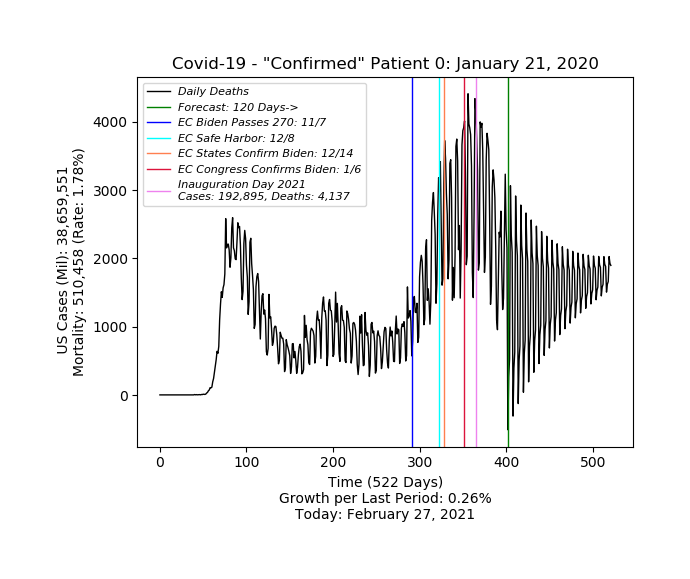 Covid-19 - "Confirmed" Patient 0: January 21, 2020
Daily Deaths
Forecast: 120 Days->
EC Biden Passes 270: 11/7
EC Safe Harbor: 12/8
EC States Confirm Biden: 12/14
EC Congress Confirms Biden: 1/6
Inauguration Day 2021
Cases: 192,895, Deaths: 4,137
US Cases (Mil): 38,659,551
Mortality: 510,458 (Rate: 1.78%)
4000
3000
2000
1000
0
0 100 200 300 400 500
Time (522 Days)
Growth per Last Period: 0.26%
Today: February 27, 2021